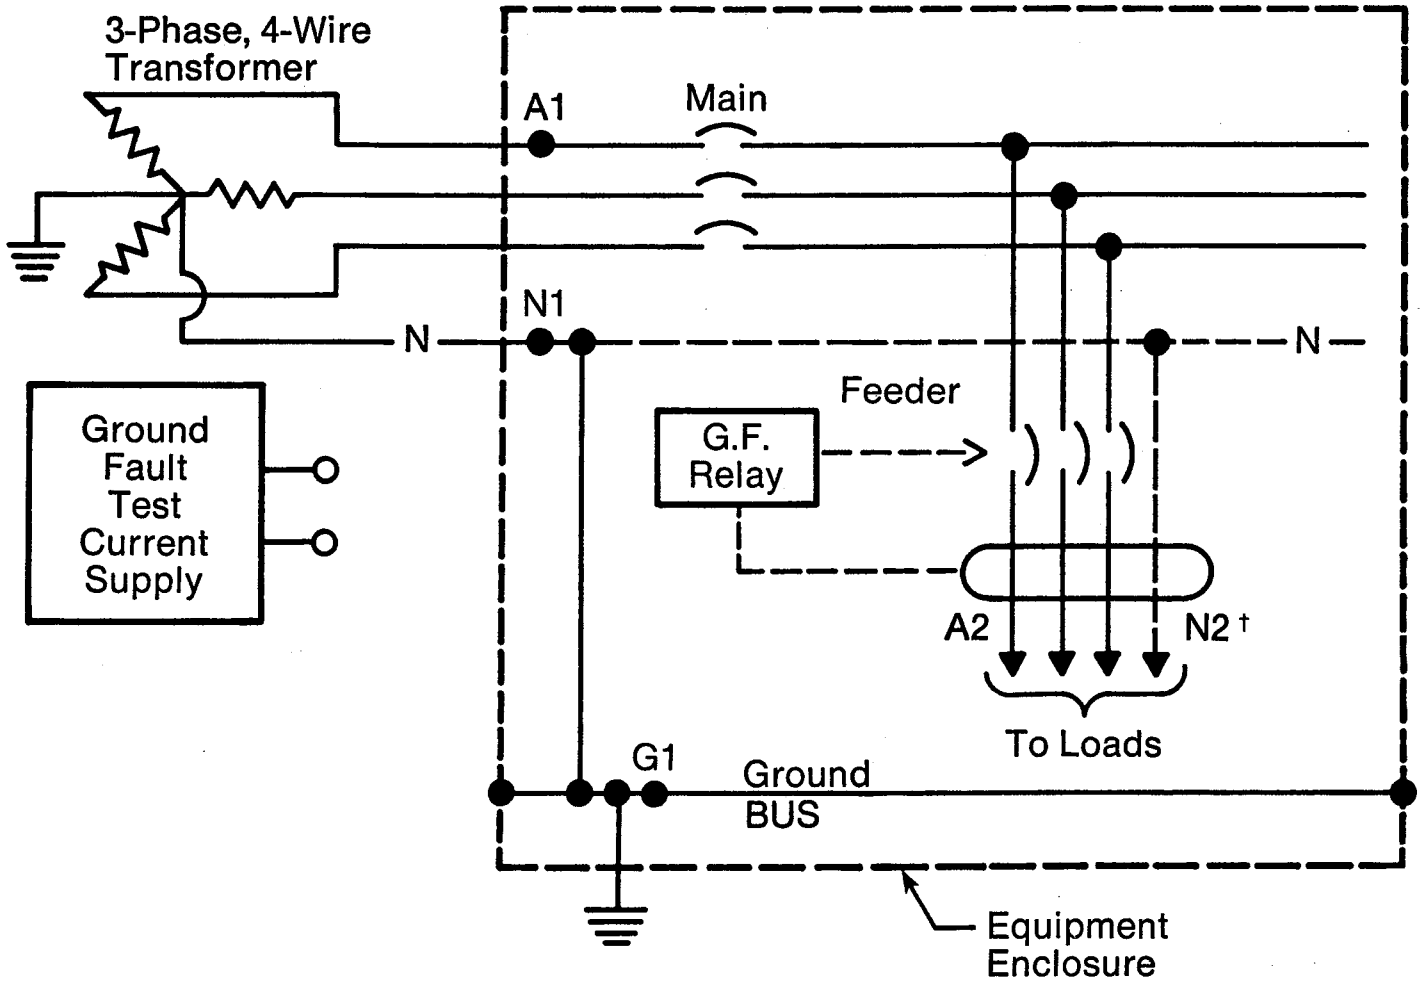 3-Phase, 4-Wire
Transformer
A1
Main
N1
N
N
Feeder
Ground
Fault
Test
Current
Supply
G.F.
Relay
A2
N2 †
To Loads
G1
Ground
BUS
Equipment
Enclosure